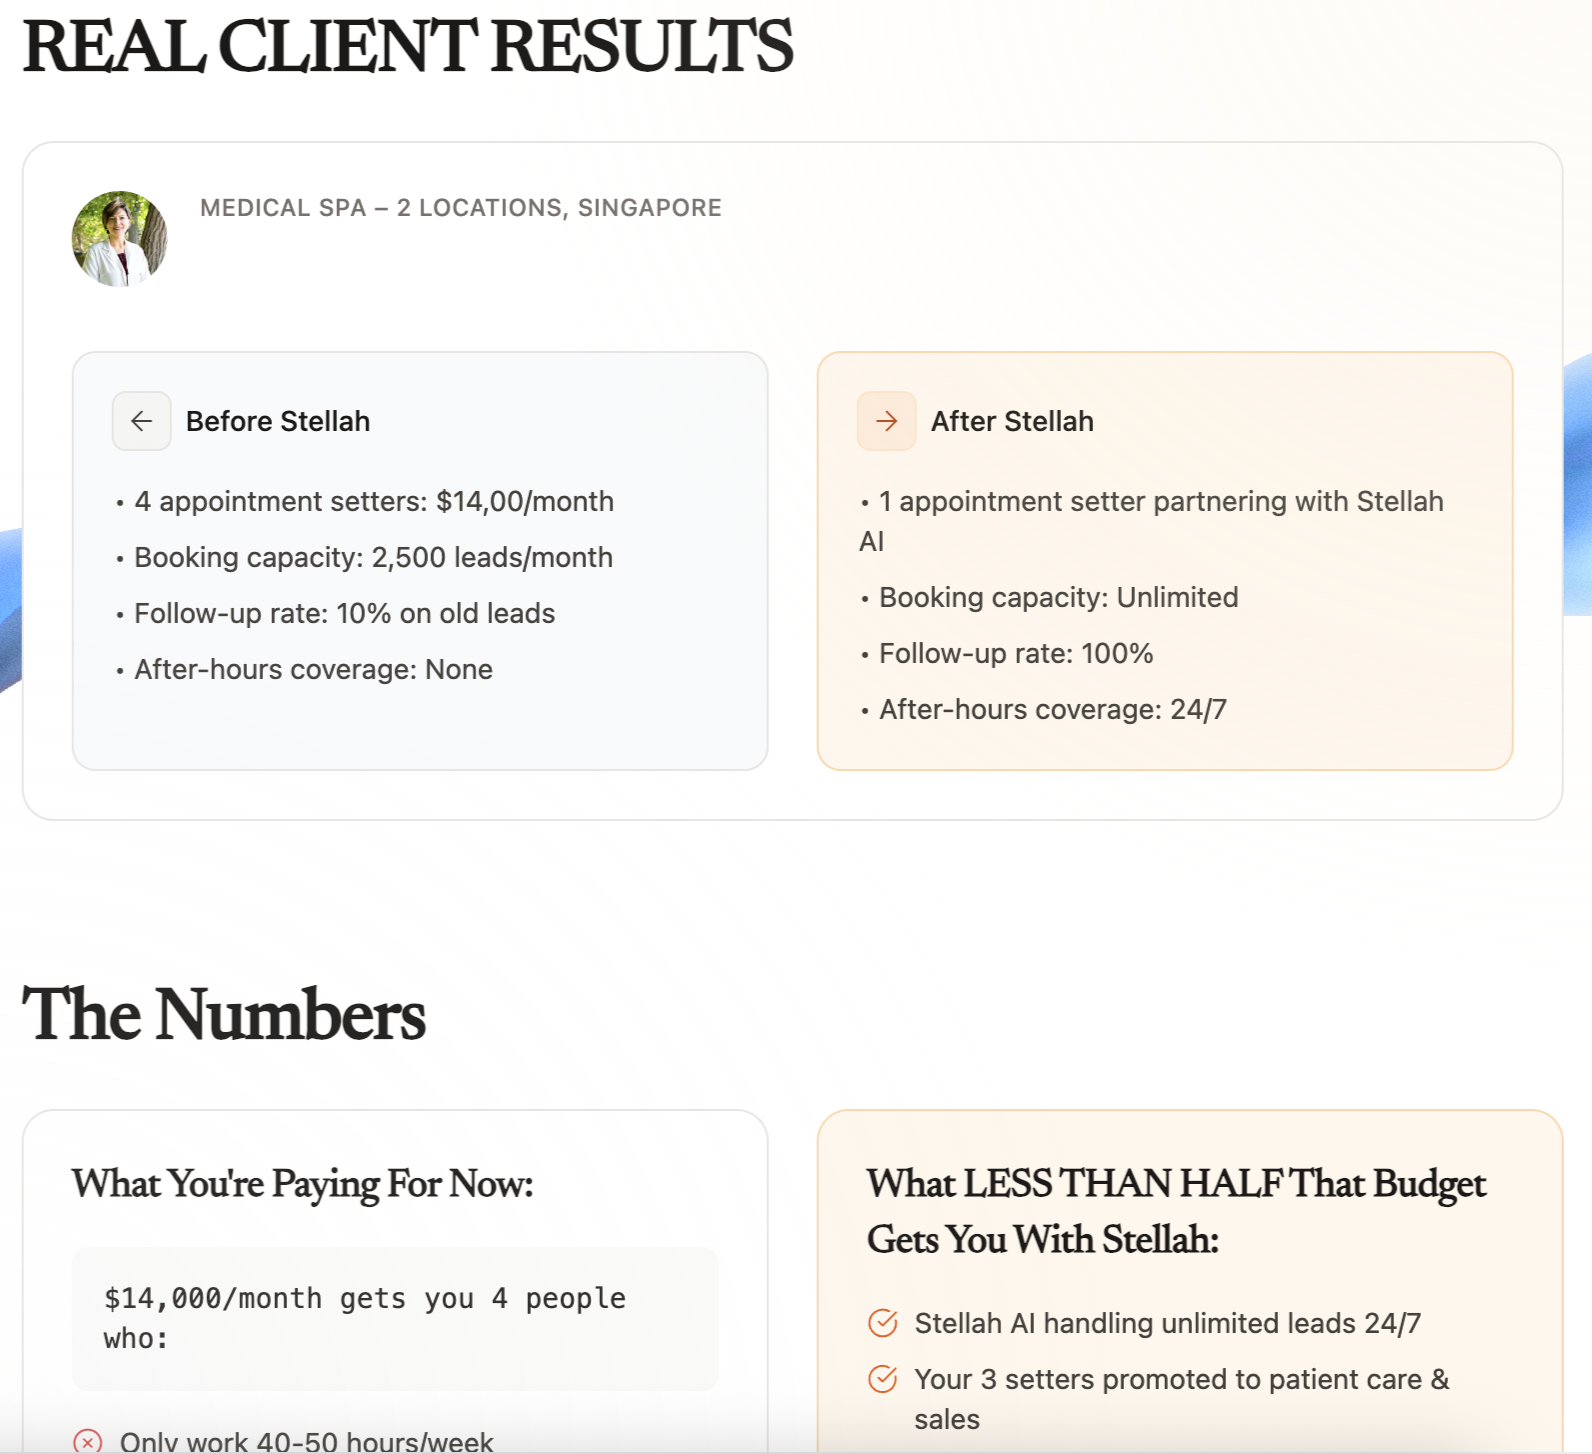 REAL CLIENT RESULTS
MEDICAL SPA – 2 LOCATIONS, SINGAPORE
Before Stellah
• 4 appointment setters: $14,00/month
• Booking capacity: 2,500 leads/month
• Follow-up rate: 10% on old leads
• After-hours coverage: None
After Stellah
• 1 appointment setter partnering with Stellah
AI
• Booking capacity: Unlimited
• Follow-up rate: 100%
• After-hours coverage: 24/7
The Numbers
What You're Paying For Now:
$14,000/month gets you 4 people
who:
Only work 40-50 hours/week
What LESS THAN HALF That Budget
Gets You With Stellah:
Stellah AI handling unlimited leads 24/7
Your 3 setters promoted to patient care &
sales